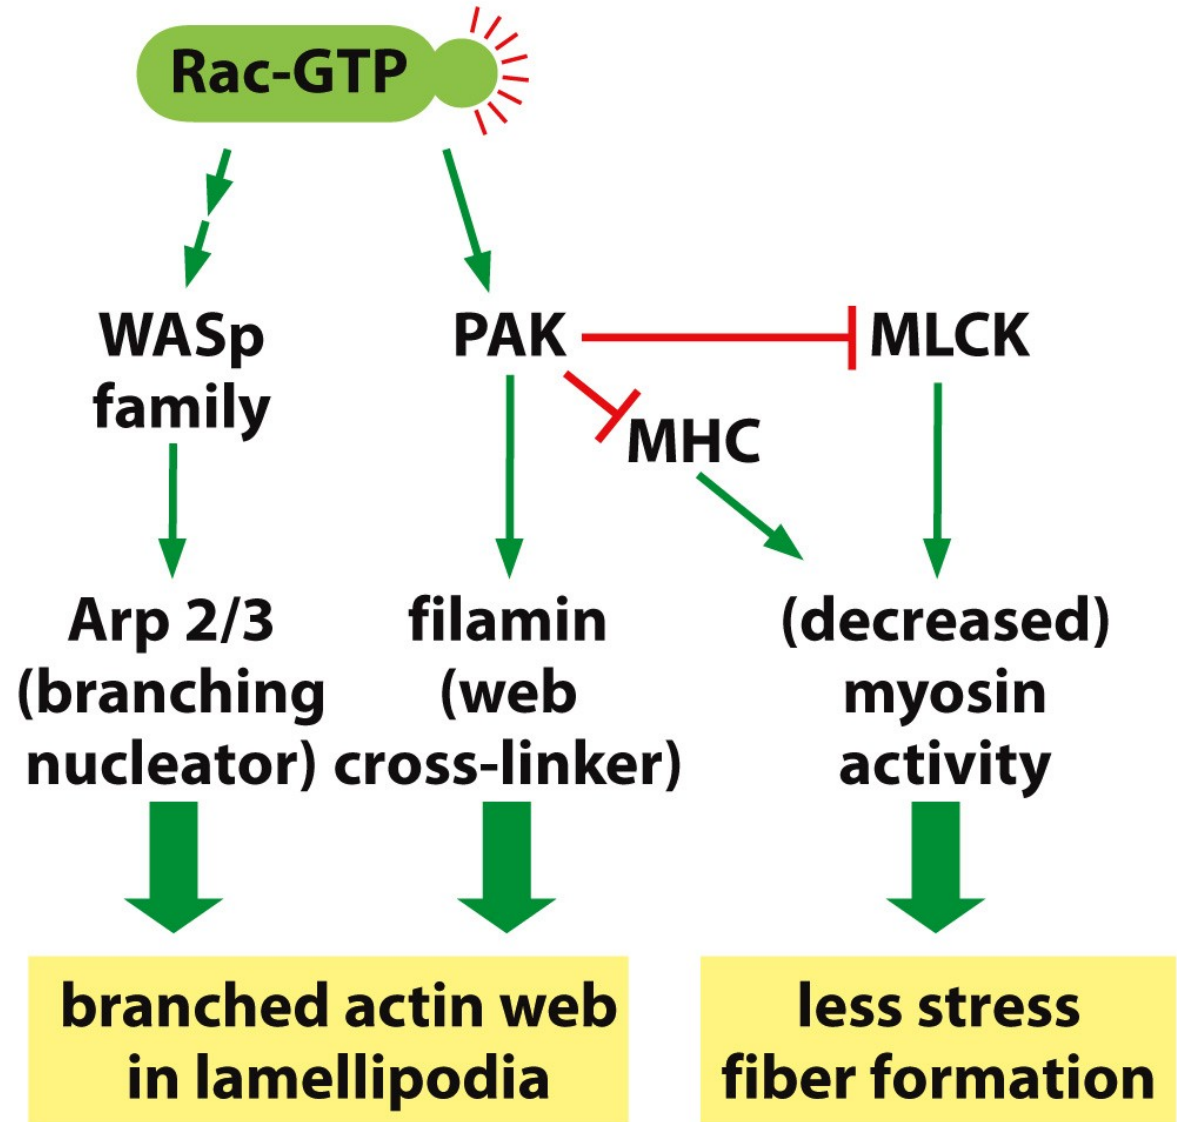 Rac-GTP
WASp
family
PAK
MLCK
MHC
Arp 2/3
(branching
nucleator)
filamin
(web
cross-linker)
(decreased)
myosin
activity
branched actin web
in lamellipodia
less stress
fiber formation